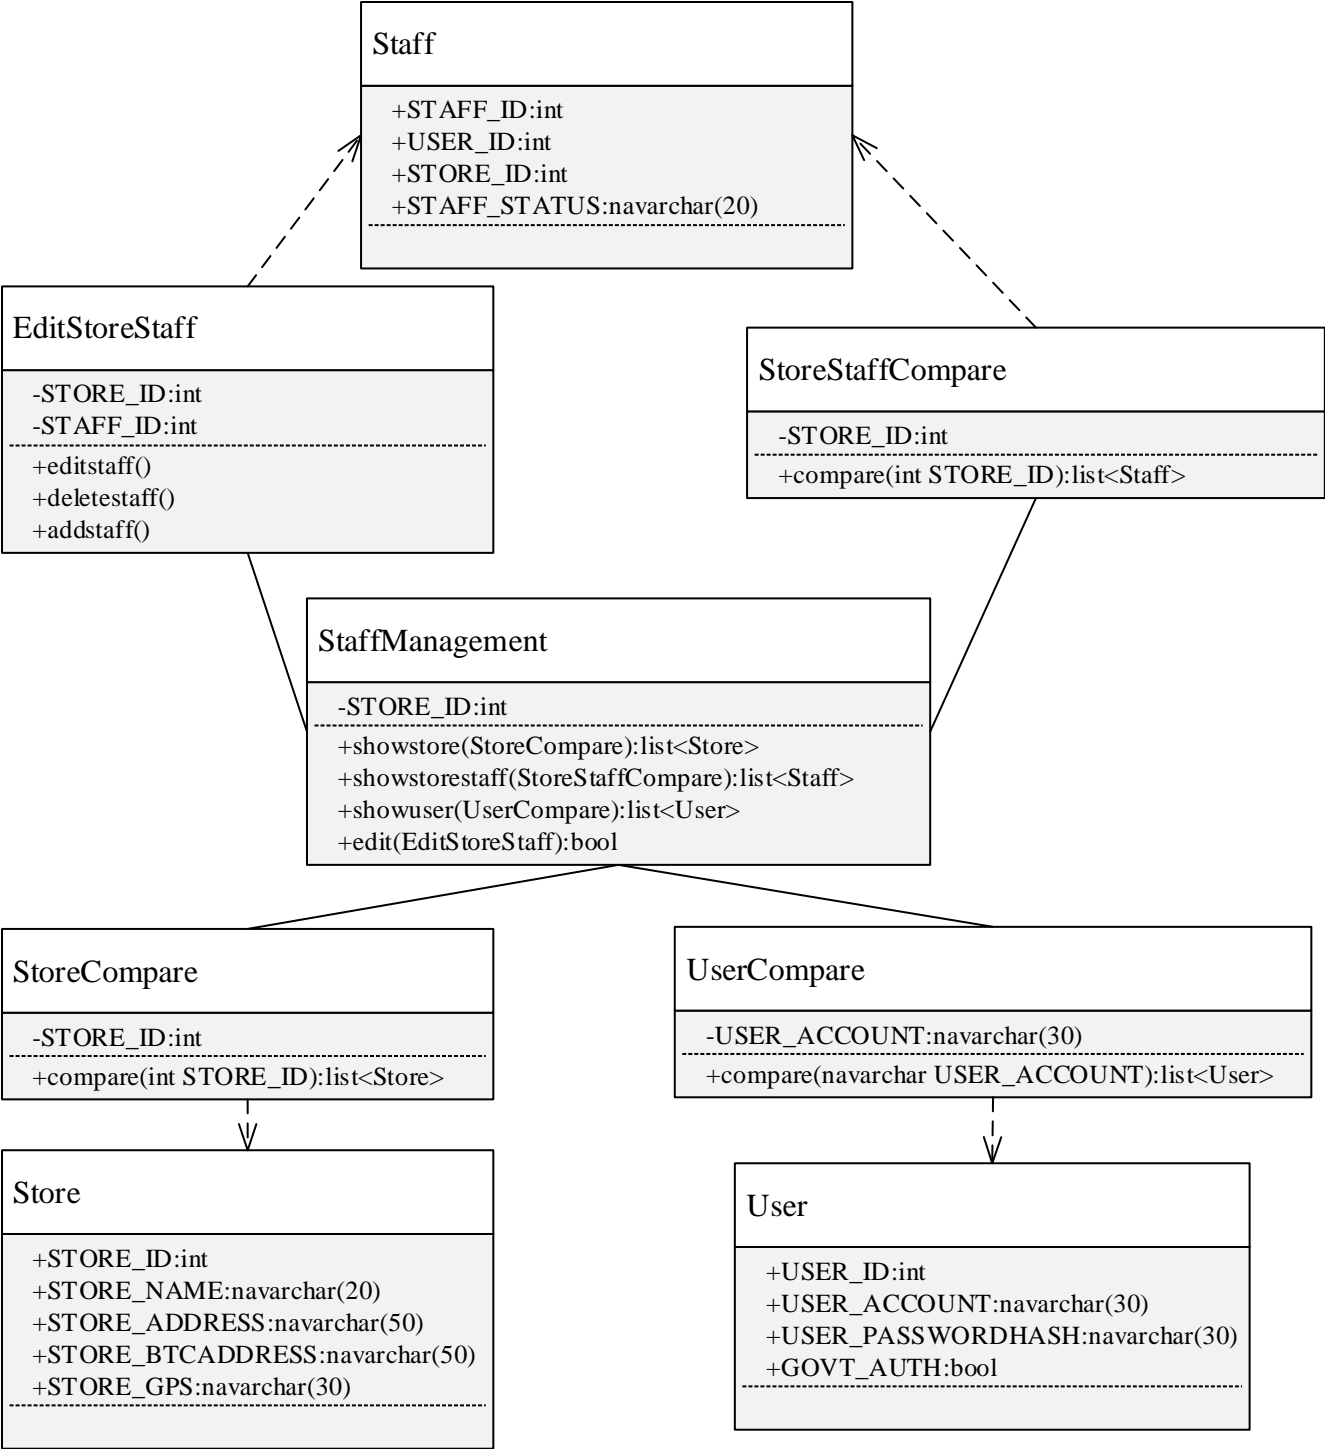 Staff
+STAFF_ID:int
+USER_ID:int
+STORE_ID:int
+STAFF_STATUS:navarchar(20)
EditStoreStaff
-STORE_ID:int
-STAFF_ID:int
+editstaff()
+deletestaff()
+addstaff()
StoreStaffCompare
-STORE_ID:int
+compare(int STORE_ID):list<Staff>
StaffManagement
-STORE_ID:int
+showstore(StoreCompare):list<Store>
+showstorestaff(StoreStaffCompare):list<Staff>
+showuser(UserCompare):list<User>
+edit(EditStoreStaff):bool
StoreCompare
-STORE_ID:int
+compare(int STORE_ID):list<Store>
UserCompare
-USER_ACCOUNT:navarchar(30)
+compare(navarchar USER_ACCOUNT):list<User>
Store
+STORE_ID:int
+STORE_NAME:navarchar(20)
+STORE_ADDRESS:navarchar(50)
+STORE_BTCADDRESS:navarchar(50)
+STORE_GPS:navarchar(30)
User
+USER_ID:int
+USER_ACCOUNT:navarchar(30)
+USER_PASSWORDHASH:navarchar(30)
+GOVT_AUTH:bool